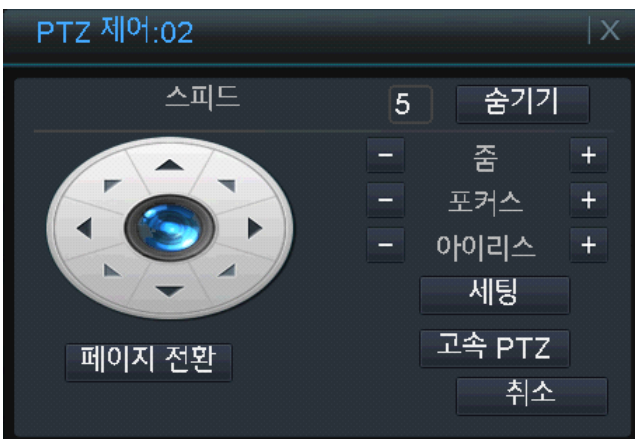 PTZ 제어:02 X
스피드 5 숨기기
- 줌 +
- 포커스 +
- 아이리스 +
세팅
페이지 전환 고속 PTZ
취소